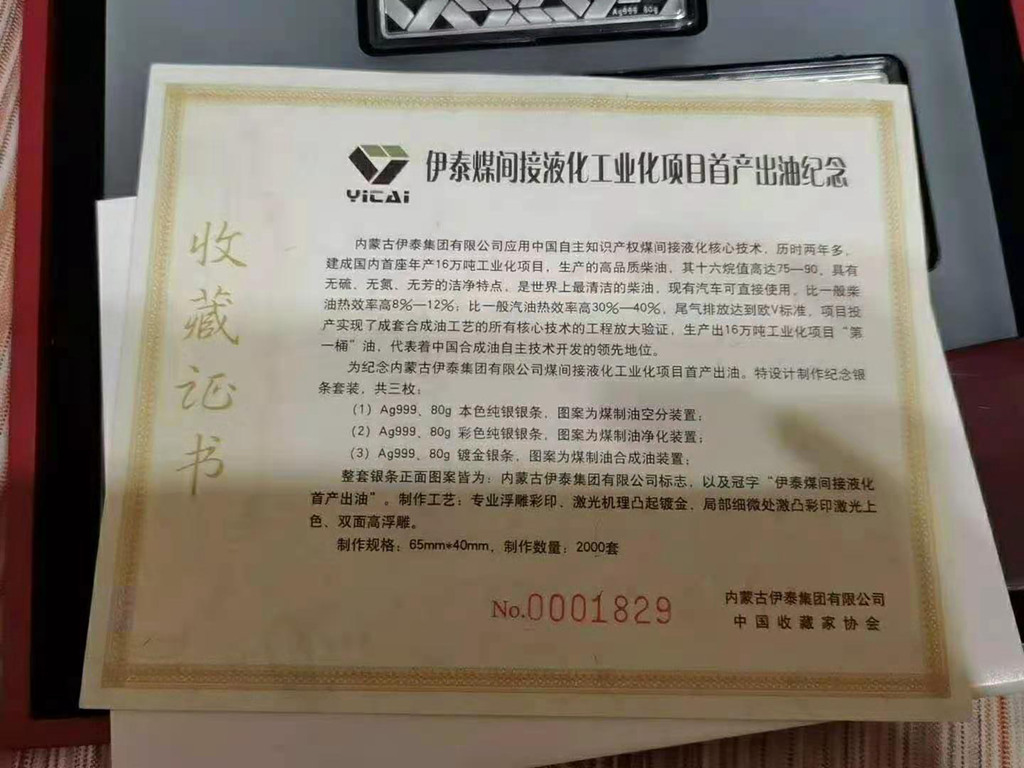 Ag999 80g
YiTAi
伊泰煤间接液化工业化项目首产出油纪念
收藏证书
内蒙古伊泰集团有限公司应用中国自主知识产权煤间接液化核心技术，历时两年多，
建成国内首座年产16万吨工业化项目，生产的高品质柴油，其十六烷值高达75—90，具有
无硫、无氮、无芳的洁净特点，是世界上最清洁的柴油，现有汽车可直接使用，比一般柴
油热效率高8%—12%；比一般汽油热效率高30%—40%，尾气排放达到欧V标准，项目投
产实现了成套合成油工艺的所有核心技术的工程放大验证，生产出16万吨工业化项目“第
一桶”油，代表着中国合成油自主技术开发的领先地位。
为纪念内蒙古伊泰集团有限公司煤间接液化工业化项目首产出油。特设计制作纪念银
条套装，共三枚：
（1）Ag999、80g 本色纯银银条，图案为煤制油空分装置；
（2）Ag999、80g 彩色纯银银条，图案为煤制油净化装置；
（3）Ag999、80g 镀金银条，图案为煤制油合成油装置；
整套银条正面图案皆为：内蒙古伊泰集团有限公司标志，以及冠字“伊泰煤间接液化
首产出油”。制作工艺：专业浮雕彩印、激光机理凸起镀金、局部细微处激凸彩印激光上
色、双面高浮雕。
制作规格：65mm*40mm，制作数量：2000套
No.0001829
内蒙古伊泰集团有限公司
中国收藏家协会